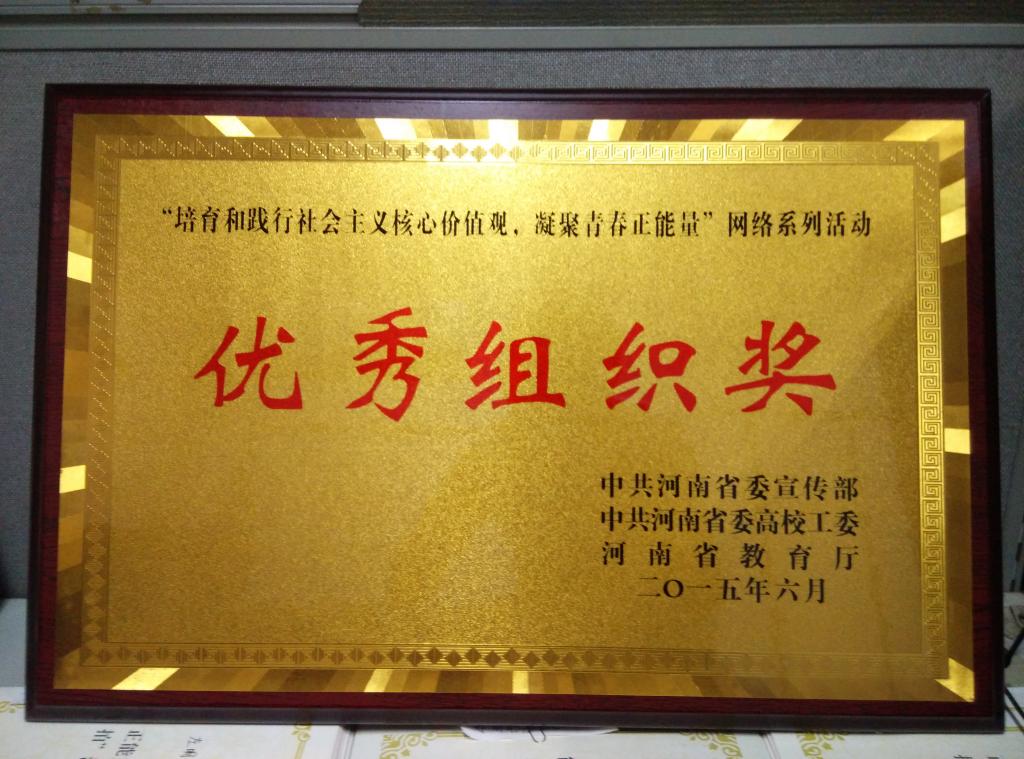 “培育和践行社会主义核心价值观，凝聚青春正能量”网络系列活动
优秀组织奖
中共河南省委宣传部
中共河南省委高校工委
河南省教育厅
二〇一五年六月
正能